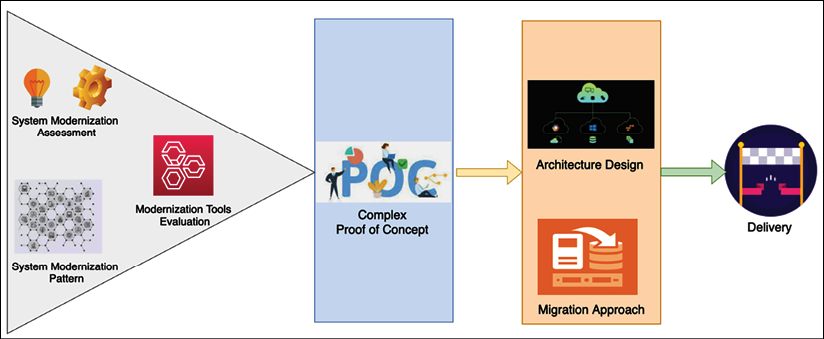 System Modernization
Assessment
Modernization Tools
Evaluation
System Modernization
Pattern
POC
Complex
Proof of Concept
Architecture Design
Migration Approach
Delivery